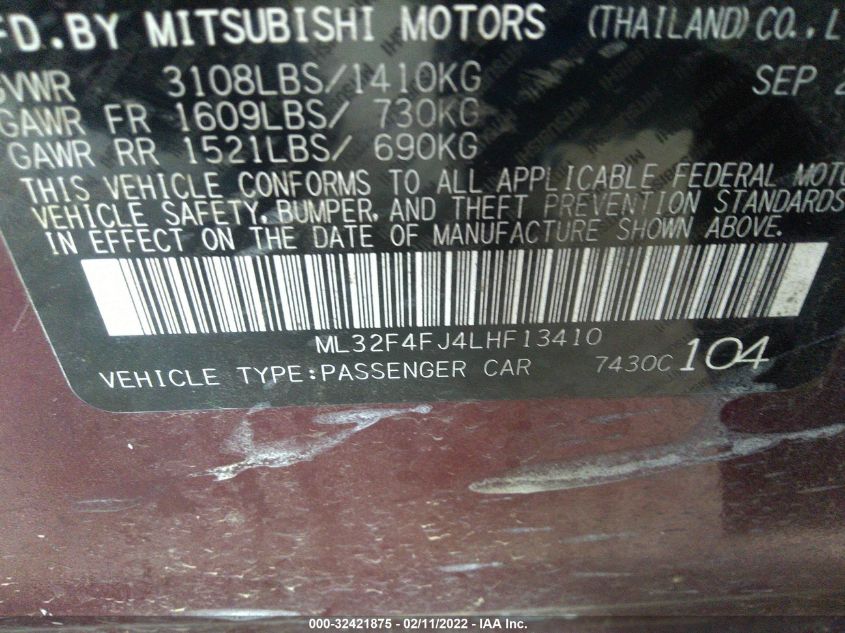 FD.BY MITSUBISHI MOTORS (THAILAND)CO.,L
GVWR 3108LBS/1410KG SEP 2
GAWR FR 1609LBS/ 730KG
GAWR RR 1521LBS/ 690KG
THIS VEHICLE CONFORMS TO ALL APPLICABLE FEDERAL MOTO
VEHICLE SAFETY, BUMPER, AND THEFT PREVENTION STANDARDS
IN EFFECT ON THE DATE OF MANUFACTURE SHOWN ABOVE.
ML32F4FJ4LHF13410
VEHICLE TYPE:PASSENGER CAR 7430C 104
000-32421875 - 02/11/2022 - IAA Inc.